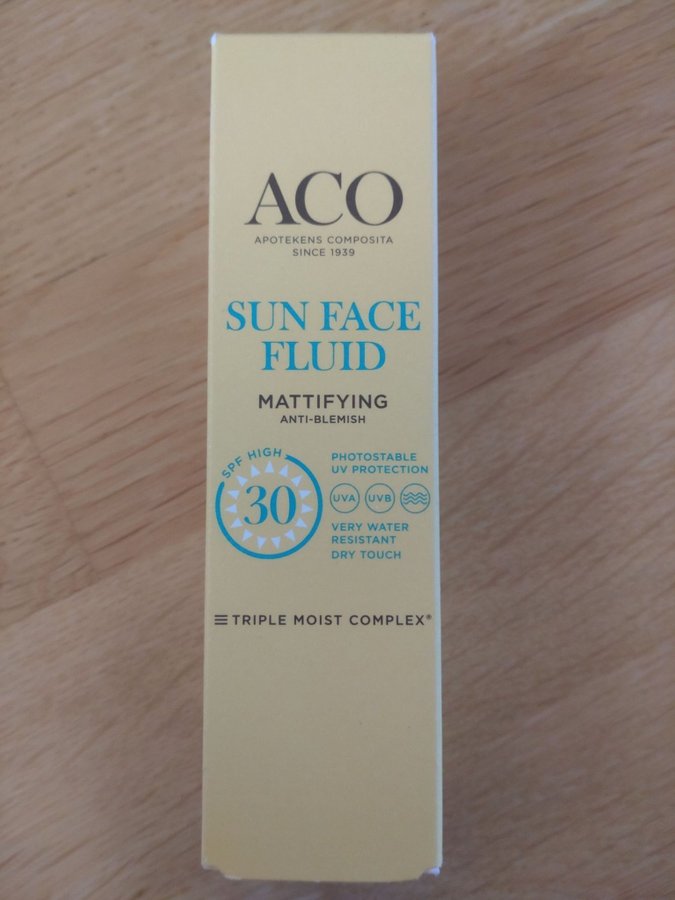 ACO
APOTEKENS COMPOSITA
SINCE 1939
SUN FACE
FLUID
MATTIFYING
ANTI-BLEMISH
SPF HIGH
30
PHOTOSTABLE
UV PROTECTION
UVA UVB
VERY WATER
RESISTANT
DRY TOUCH
TRIPLE MOIST COMPLEX®